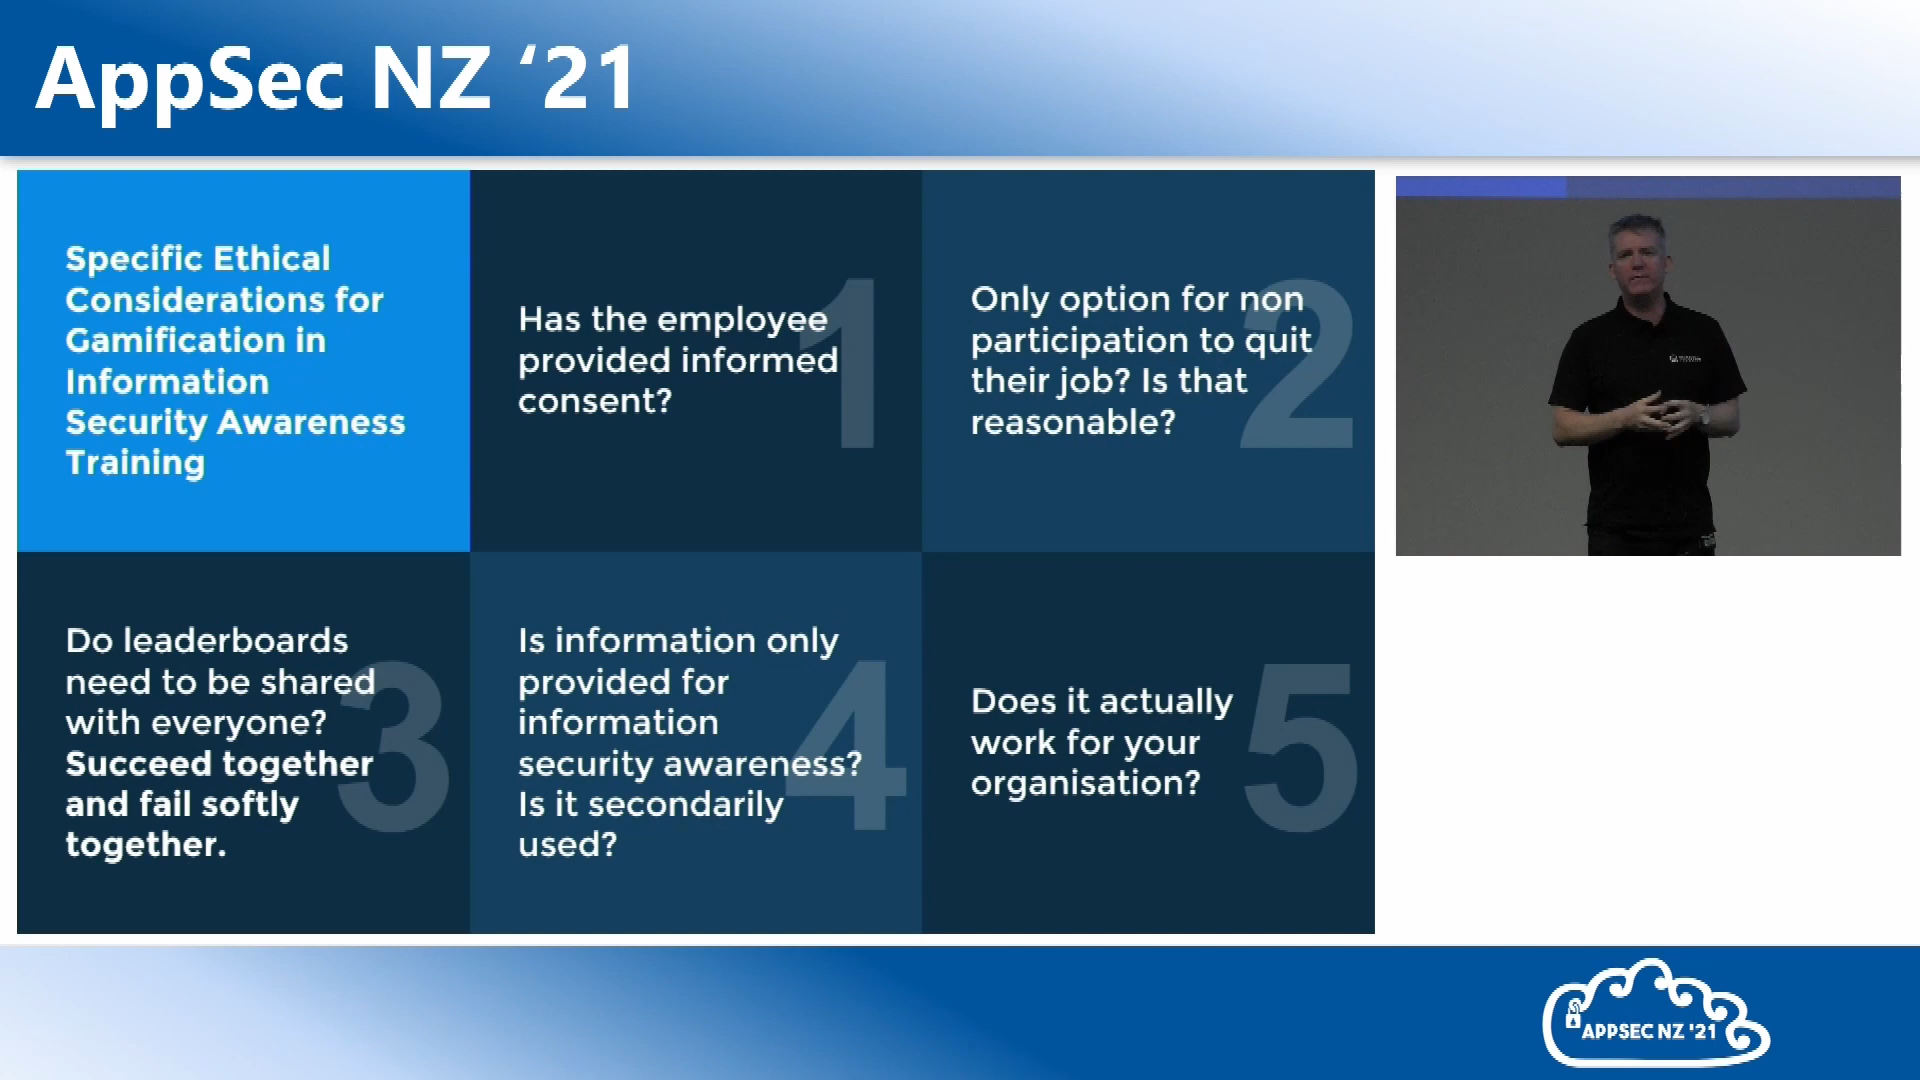 AppSec NZ ‘21
Specific Ethical
Considerations for
Gamification in
Information
Security Awareness
Training
Has the employee
provided informed
consent?
1
Only option for non
participation to quit
their job? Is that
reasonable?
2
Do leaderboards
need to be shared
with everyone?
Succeed together
and fail softly
together.
3
Is information only
provided for
information
security awareness?
Is it secondarily
used?
4
Does it actually
work for your
organisation?
5
APPSEC NZ '21